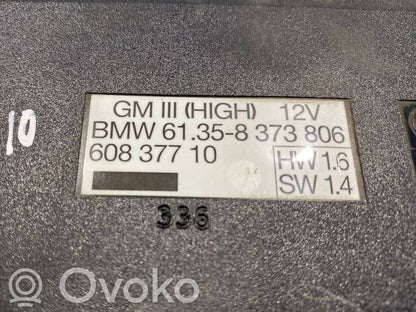 GM III (HIGH) 12V
BMW 61.35-8 373 806
608 377 10
HW 1.6
SW 1.4
336
10
Ovoko